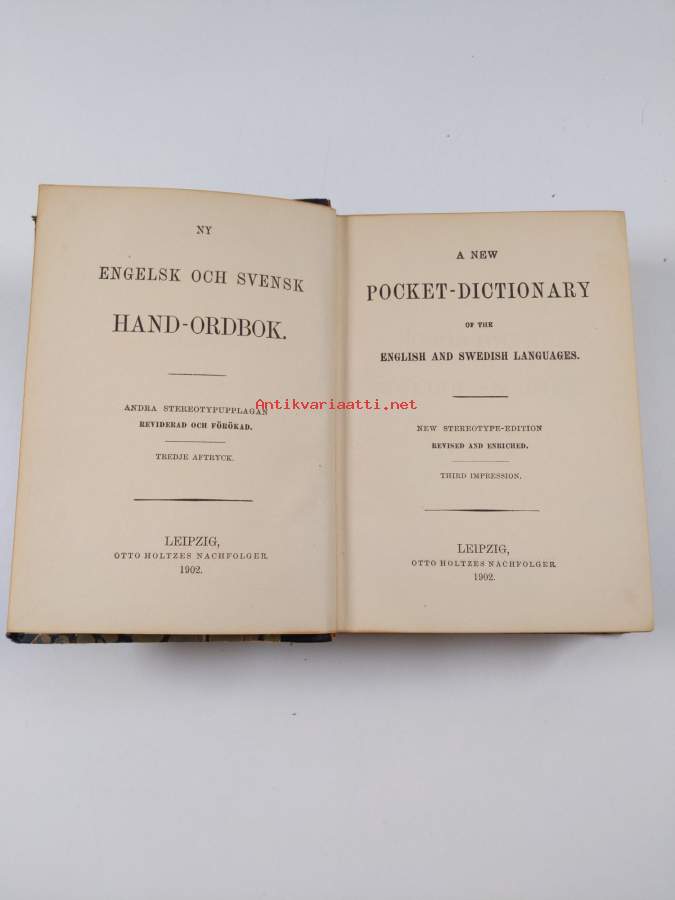 NY
ENGELSK OCH SVENSK
HAND-ORDBOK.
ANDRA STEREOTYPUPPLAGAN
REVIDERAD OCH FÖRÖKAD.
TREDJE AFTRYCK.
LEIPZIG,
OTTO HOLTZES NACHFOLGER.
1902.
A NEW
POCKET-DICTIONARY
OF THE
ENGLISH AND SWEDISH LANGUAGES.
NEW STEREOTYPE-EDITION
REVISED AND ENRICHED.
THIRD IMPRESSION.
LEIPZIG,
OTTO HOLTZES NACHFOLGER.
1902.
Antikvariaatti.net